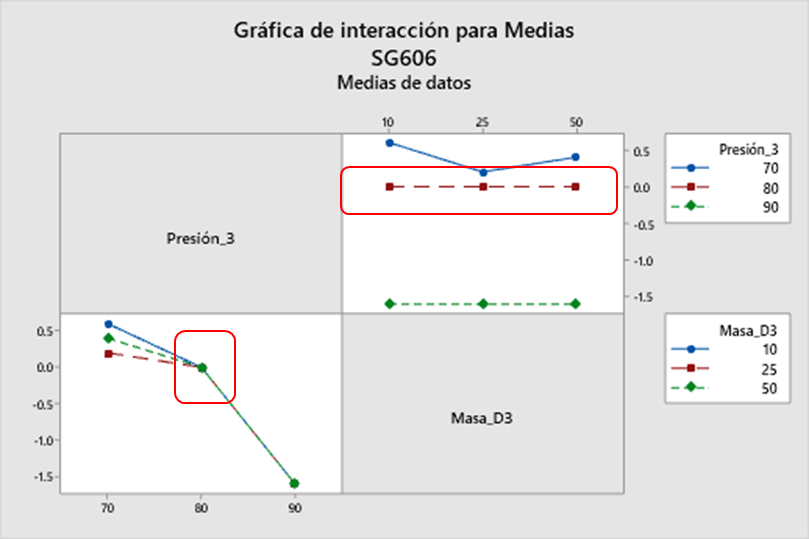 Gráfica de interacción para Medias
SG606
Medias de datos
10 25 50
Presión_3
70
80
90
0.5
0.0
-0.5
-1.0
-1.5
Presión_3
0.5
0.0
-0.5
-1.0
-1.5
Masa_D3
Masa_D3
10
25
50
70 80 90